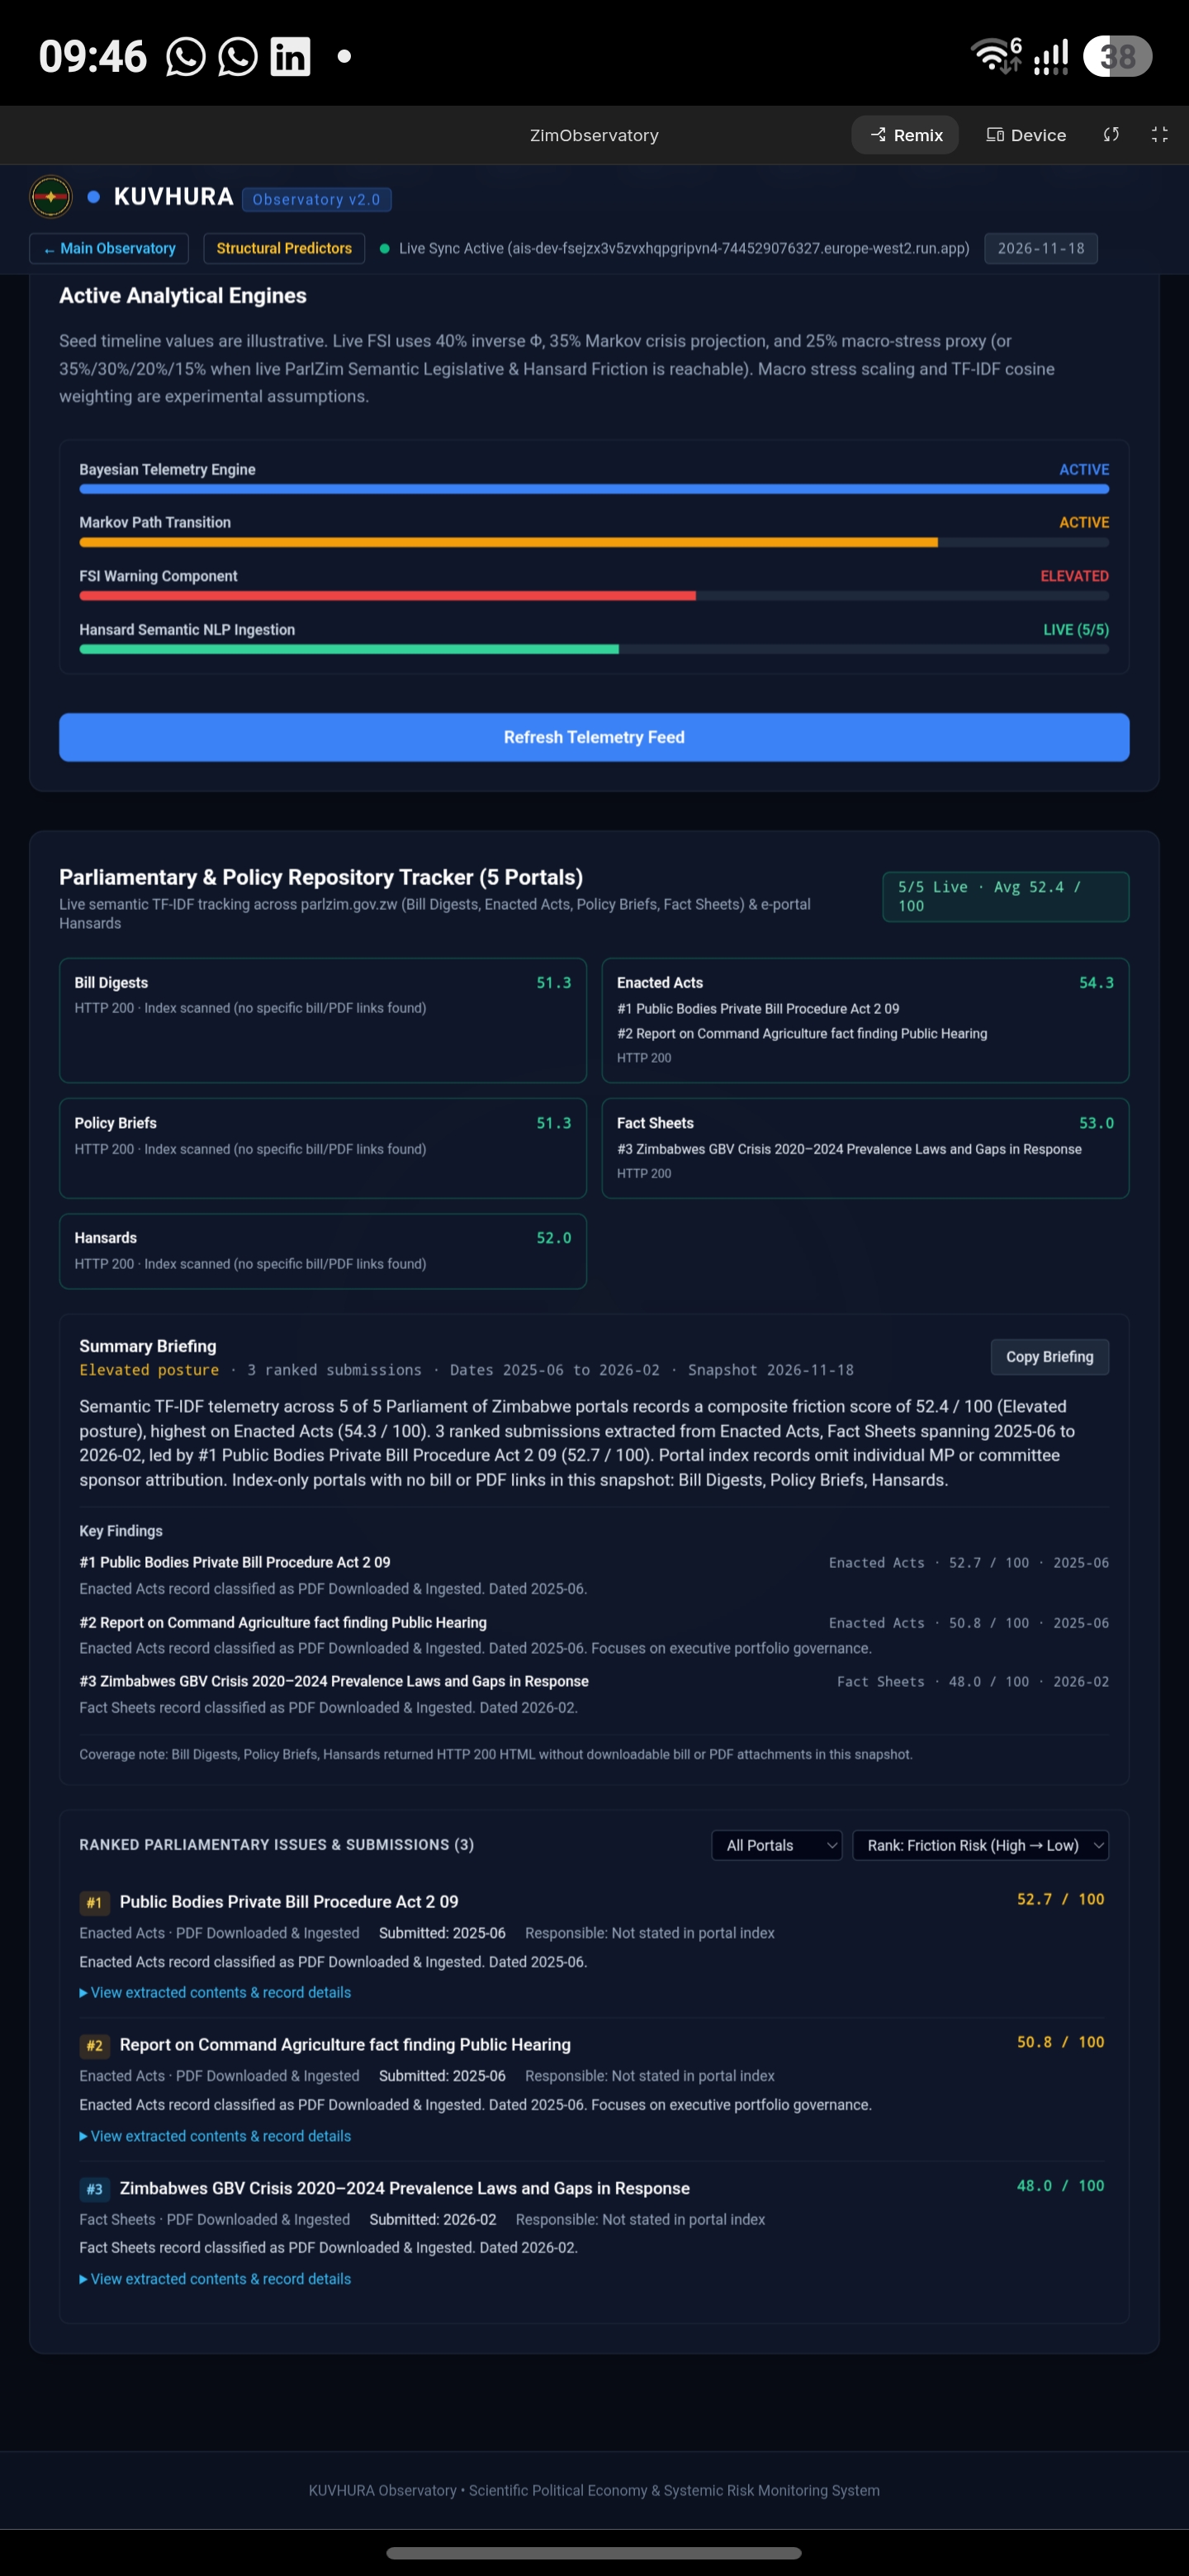 09:46
6
38
ZimObservatory
Remix
Device
KUVHURA
Observatory v2.0
← Main Observatory
Structural Predictors
Live Sync Active (ais-dev-fsejzx3v5zvxhqpgripvn4-744529076327.europe-west2.run.app)
2026-11-18
Active Analytical Engines
Seed timeline values are illustrative. Live FSI uses 40% inverse Φ, 35% Markov crisis projection, and 25% macro-stress proxy (or
35%/30%/20%/15% when live ParlZim Semantic Legislative & Hansard Friction is reachable). Macro stress scaling and TF-IDF cosine
weighting are experimental assumptions.
Bayesian Telemetry Engine
ACTIVE
Markov Path Transition
ACTIVE
FSI Warning Component
ELEVATED
Hansard Semantic NLP Ingestion
LIVE (5/5)
Refresh Telemetry Feed
Parliamentary & Policy Repository Tracker (5 Portals)
Live semantic TF-IDF tracking across parlzim.gov.zw (Bill Digests, Enacted Acts, Policy Briefs, Fact Sheets) & e-portal
Hansards
5/5 Live · Avg 52.4 /
100
Bill Digests
51.3
HTTP 200 · Index scanned (no specific bill/PDF links found)
Enacted Acts
54.3
#1 Public Bodies Private Bill Procedure Act 2 09
#2 Report on Command Agriculture fact finding Public Hearing
HTTP 200
Policy Briefs
51.3
HTTP 200 · Index scanned (no specific bill/PDF links found)
Fact Sheets
53.0
#3 Zimbabwes GBV Crisis 2020–2024 Prevalence Laws and Gaps in Response
HTTP 200
Hansards
52.0
HTTP 200 · Index scanned (no specific bill/PDF links found)
Summary Briefing
Elevated posture · 3 ranked submissions · Dates 2025-06 to 2026-02 · Snapshot 2026-11-18
Copy Briefing
Semantic TF-IDF telemetry across 5 of 5 Parliament of Zimbabwe portals records a composite friction score of 52.4 / 100 (Elevated
posture), highest on Enacted Acts (54.3 / 100). 3 ranked submissions extracted from Enacted Acts, Fact Sheets spanning 2025-06 to
2026-02, led by #1 Public Bodies Private Bill Procedure Act 2 09 (52.7 / 100). Portal index records omit individual MP or committee
sponsor attribution. Index-only portals with no bill or PDF links in this snapshot: Bill Digests, Policy Briefs, Hansards.
Key Findings
#1 Public Bodies Private Bill Procedure Act 2 09
Enacted Acts · 52.7 / 100 · 2025-06
Enacted Acts record classified as PDF Downloaded & Ingested. Dated 2025-06.
#2 Report on Command Agriculture fact finding Public Hearing
Enacted Acts · 50.8 / 100 · 2025-06
Enacted Acts record classified as PDF Downloaded & Ingested. Dated 2025-06. Focuses on executive portfolio governance.
#3 Zimbabwes GBV Crisis 2020–2024 Prevalence Laws and Gaps in Response
Fact Sheets · 48.0 / 100 · 2026-02
Fact Sheets record classified as PDF Downloaded & Ingested. Dated 2026-02.
Coverage note: Bill Digests, Policy Briefs, Hansards returned HTTP 200 HTML without downloadable bill or PDF attachments in this snapshot.
RANKED PARLIAMENTARY ISSUES & SUBMISSIONS (3)
All Portals
Rank: Friction Risk (High → Low)
#1 Public Bodies Private Bill Procedure Act 2 09
52.7 / 100
Enacted Acts · PDF Downloaded & Ingested Submitted: 2025-06 Responsible: Not stated in portal index
Enacted Acts record classified as PDF Downloaded & Ingested. Dated 2025-06.
▶ View extracted contents & record details
#2 Report on Command Agriculture fact finding Public Hearing
50.8 / 100
Enacted Acts · PDF Downloaded & Ingested Submitted: 2025-06 Responsible: Not stated in portal index
Enacted Acts record classified as PDF Downloaded & Ingested. Dated 2025-06. Focuses on executive portfolio governance.
▶ View extracted contents & record details
#3 Zimbabwes GBV Crisis 2020–2024 Prevalence Laws and Gaps in Response
48.0 / 100
Fact Sheets · PDF Downloaded & Ingested Submitted: 2026-02 Responsible: Not stated in portal index
Fact Sheets record classified as PDF Downloaded & Ingested. Dated 2026-02.
▶ View extracted contents & record details
KUVHURA Observatory • Scientific Political Economy & Systemic Risk Monitoring System